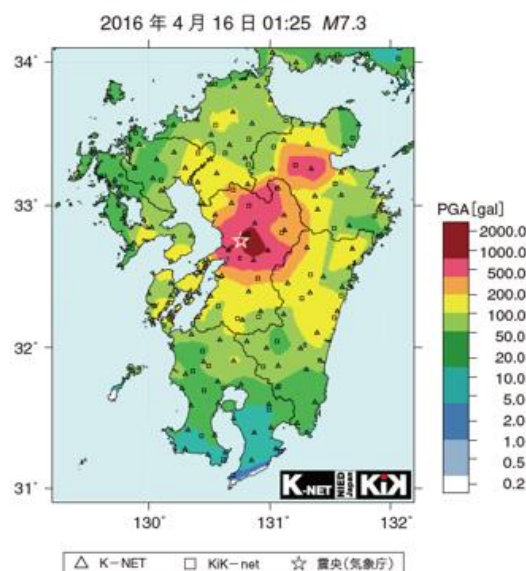 2016 年 4 月 16 日 01:25 M7.3
34°
33°
32°
31°
130°
131°
132°
PGA[gal]
2000.0
1000.0
500.0
200.0
100.0
50.0
20.0
10.0
5.0
2.0
1.0
0.5
0.2
K-NET
NIED
Japan
KiK
△ K-NET □ KiK-net ☆ 震央(気象庁)